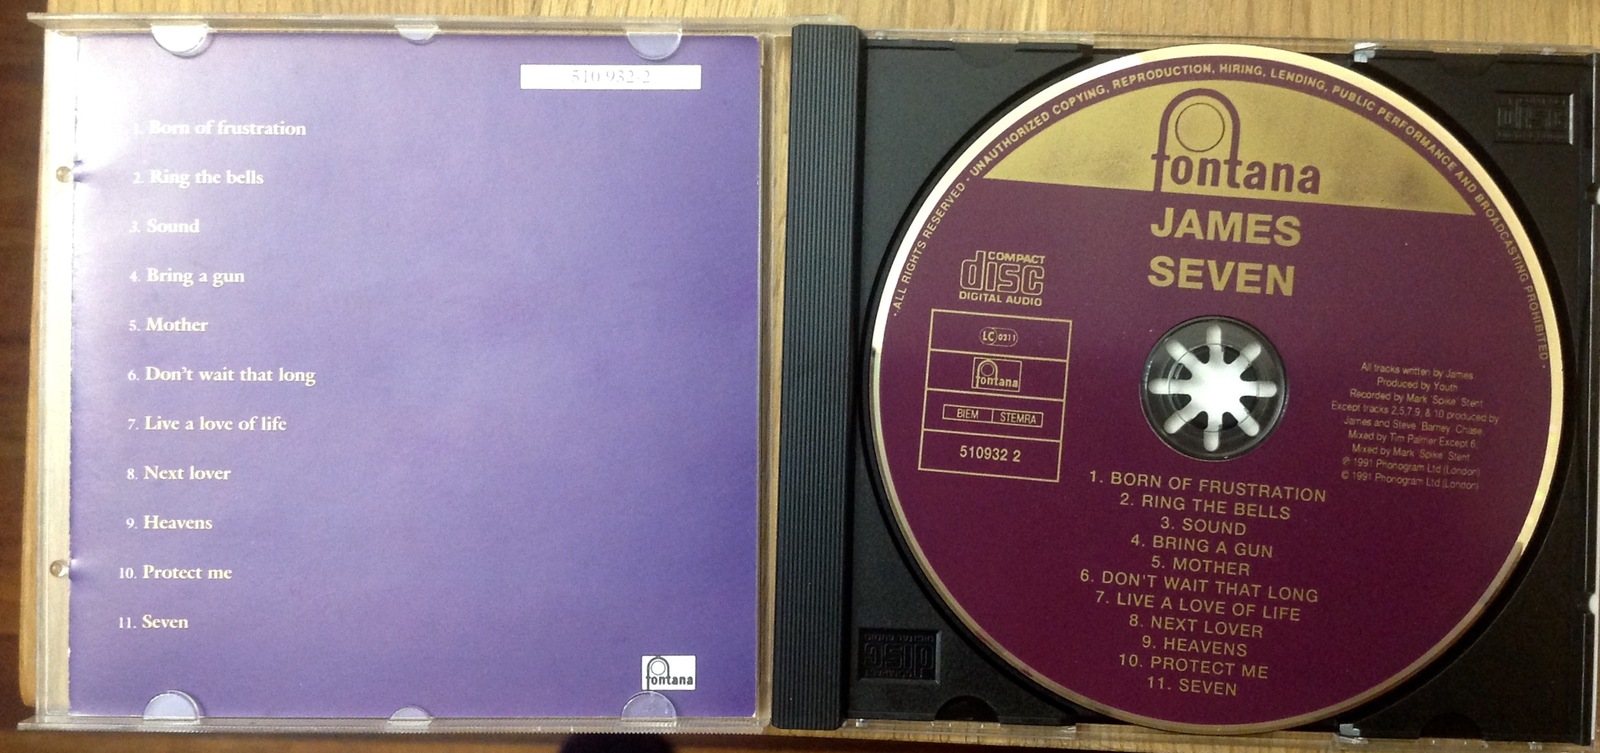 510 932-2
1. Born of frustration
2. Ring the bells
3. Sound
4. Bring a gun
5. Mother
6. Don't wait that long
7. Live a love of life
8. Next lover
9. Heavens
10. Protect me
11. Seven
fontana
· ALL RIGHTS RESERVED · UNAUTHORIZED COPYING, REPRODUCTION, HIRING, LENDING, PUBLIC PERFORMANCE AND BROADCASTING PROHIBITED ·
fontana
JAMES
SEVEN
COMPACT
disc
DIGITAL AUDIO
LC 0211
fontana
BIEM STEMRA
510932 2
All tracks written by James
Produced by Youth
Recorded by Mark 'Spike' Stent
Except tracks 2,5,7,9, & 10 produced by
James and Steve 'Barney' Chase
Mixed by Tim Palmer Except 6
Mixed by Mark 'Spike' Stent
℗ 1991 Phonogram Ltd (London)
© 1991 Phonogram Ltd (London)
1. BORN OF FRUSTRATION
2. RING THE BELLS
3. SOUND
4. BRING A GUN
5. MOTHER
6. DON'T WAIT THAT LONG
7. LIVE A LOVE OF LIFE
8. NEXT LOVER
9. HEAVENS
10. PROTECT ME
11. SEVEN